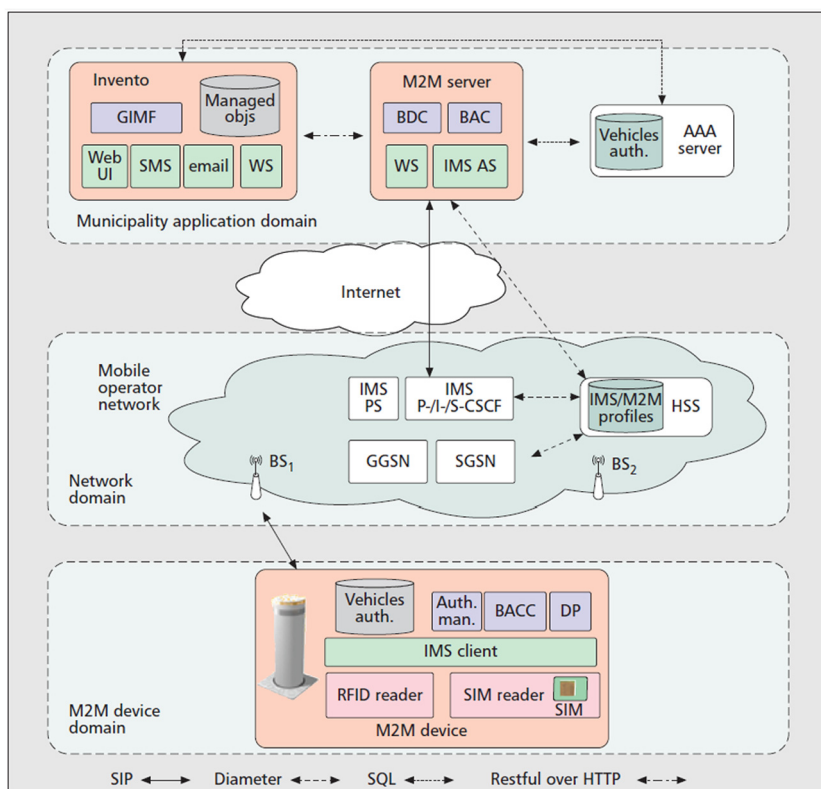 Invento
Managed
objs
GIMF
Web
UI
SMS
email
WS
M2M server
BDC
BAC
WS
IMS AS
Vehicles
auth.
AAA
server
Municipality application domain
Internet
Mobile
operator
network
IMS
PS
IMS
P-/I-/S-CSCF
IMS/M2M
profiles
HSS
GGSN
SGSN
BS1
BS2
Network
domain
Vehicles
auth.
Auth.
man.
BACC
DP
IMS client
RFID reader
SIM reader
SIM
M2M device
M2M device
domain
SIP
Diameter
SQL
Restful over HTTP